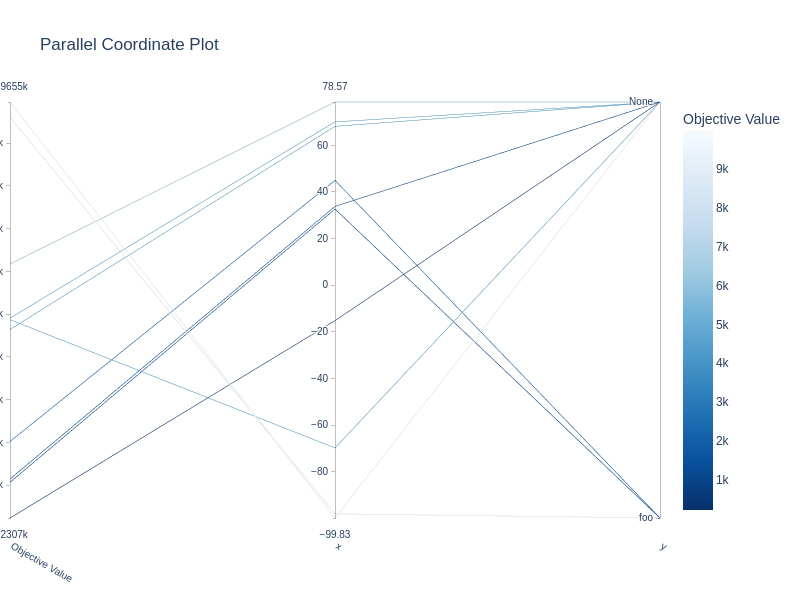 Parallel Coordinate Plot
9655k
78.57
None
Objective Value
k
k
k
k
k
k
k
k
k
60
40
20
0
−20
−40
−60
−80
foo
9k
8k
7k
6k
5k
4k
3k
2k
1k
2307k
−99.83
Objective Value
x
y